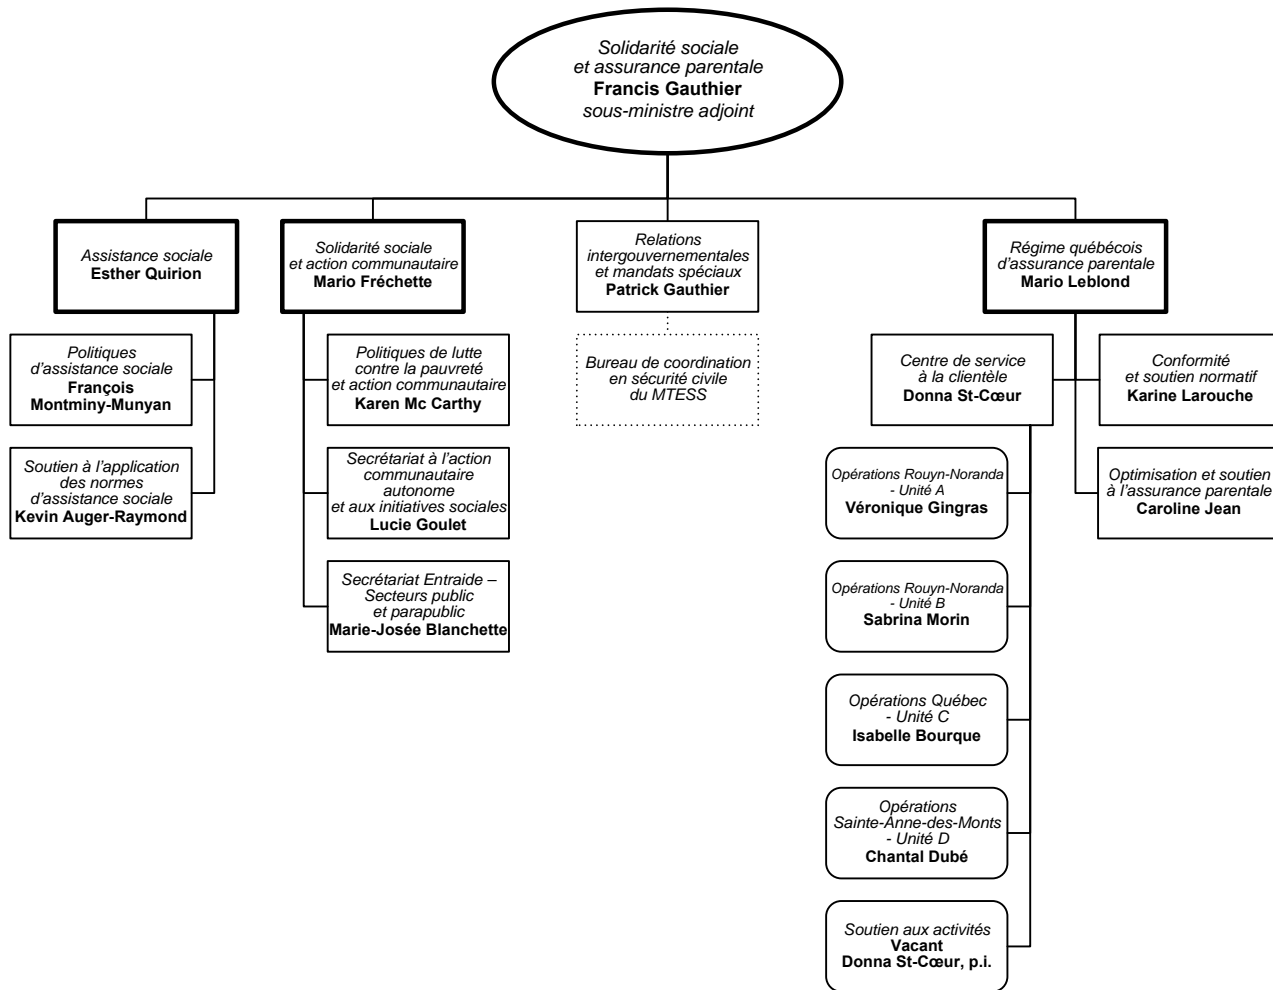 Solidarité sociale
et assurance parentale
Francis Gauthier
sous-ministre adjoint
Assistance sociale
Esther Quirion
Solidarité sociale
et action communautaire
Mario Fréchette
Relations
intergouvernementales
et mandats spéciaux
Patrick Gauthier
Régime québécois
d'assurance parentale
Mario Leblond
Politiques
d'assistance sociale
François
Montminy-Munyan
Politiques de lutte
contre la pauvreté
et action communautaire
Karen Mc Carthy
Bureau de coordination
en sécurité civile
du MTESS
Centre de service
à la clientèle
Donna St-Cœur
Conformité
et soutien normatif
Karine Larouche
Soutien à l'application
des normes
d'assistance sociale
Kevin Auger-Raymond
Secrétariat à l'action
communautaire
autonome
et aux initiatives sociales
Lucie Goulet
Opérations Rouyn-Noranda
- Unité A
Véronique Gingras
Optimisation et soutien
à l'assurance parentale
Caroline Jean
Secrétariat Entraide –
Secteurs public
et parapublic
Marie-Josée Blanchette
Opérations Rouyn-Noranda
- Unité B
Sabrina Morin
Opérations Québec
- Unité C
Isabelle Bourque
Opérations
Sainte-Anne-des-Monts
- Unité D
Chantal Dubé
Soutien aux activités
Vacant
Donna St-Cœur, p.i.